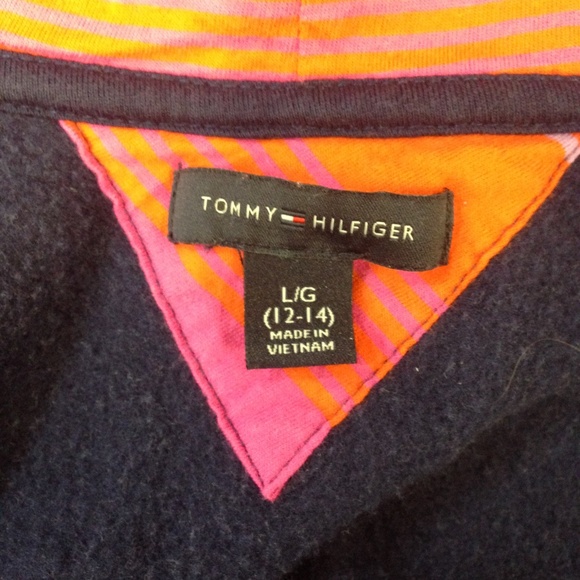 TOMMY HILFIGER
L/G
(12-14)
MADE IN
VIETNAM